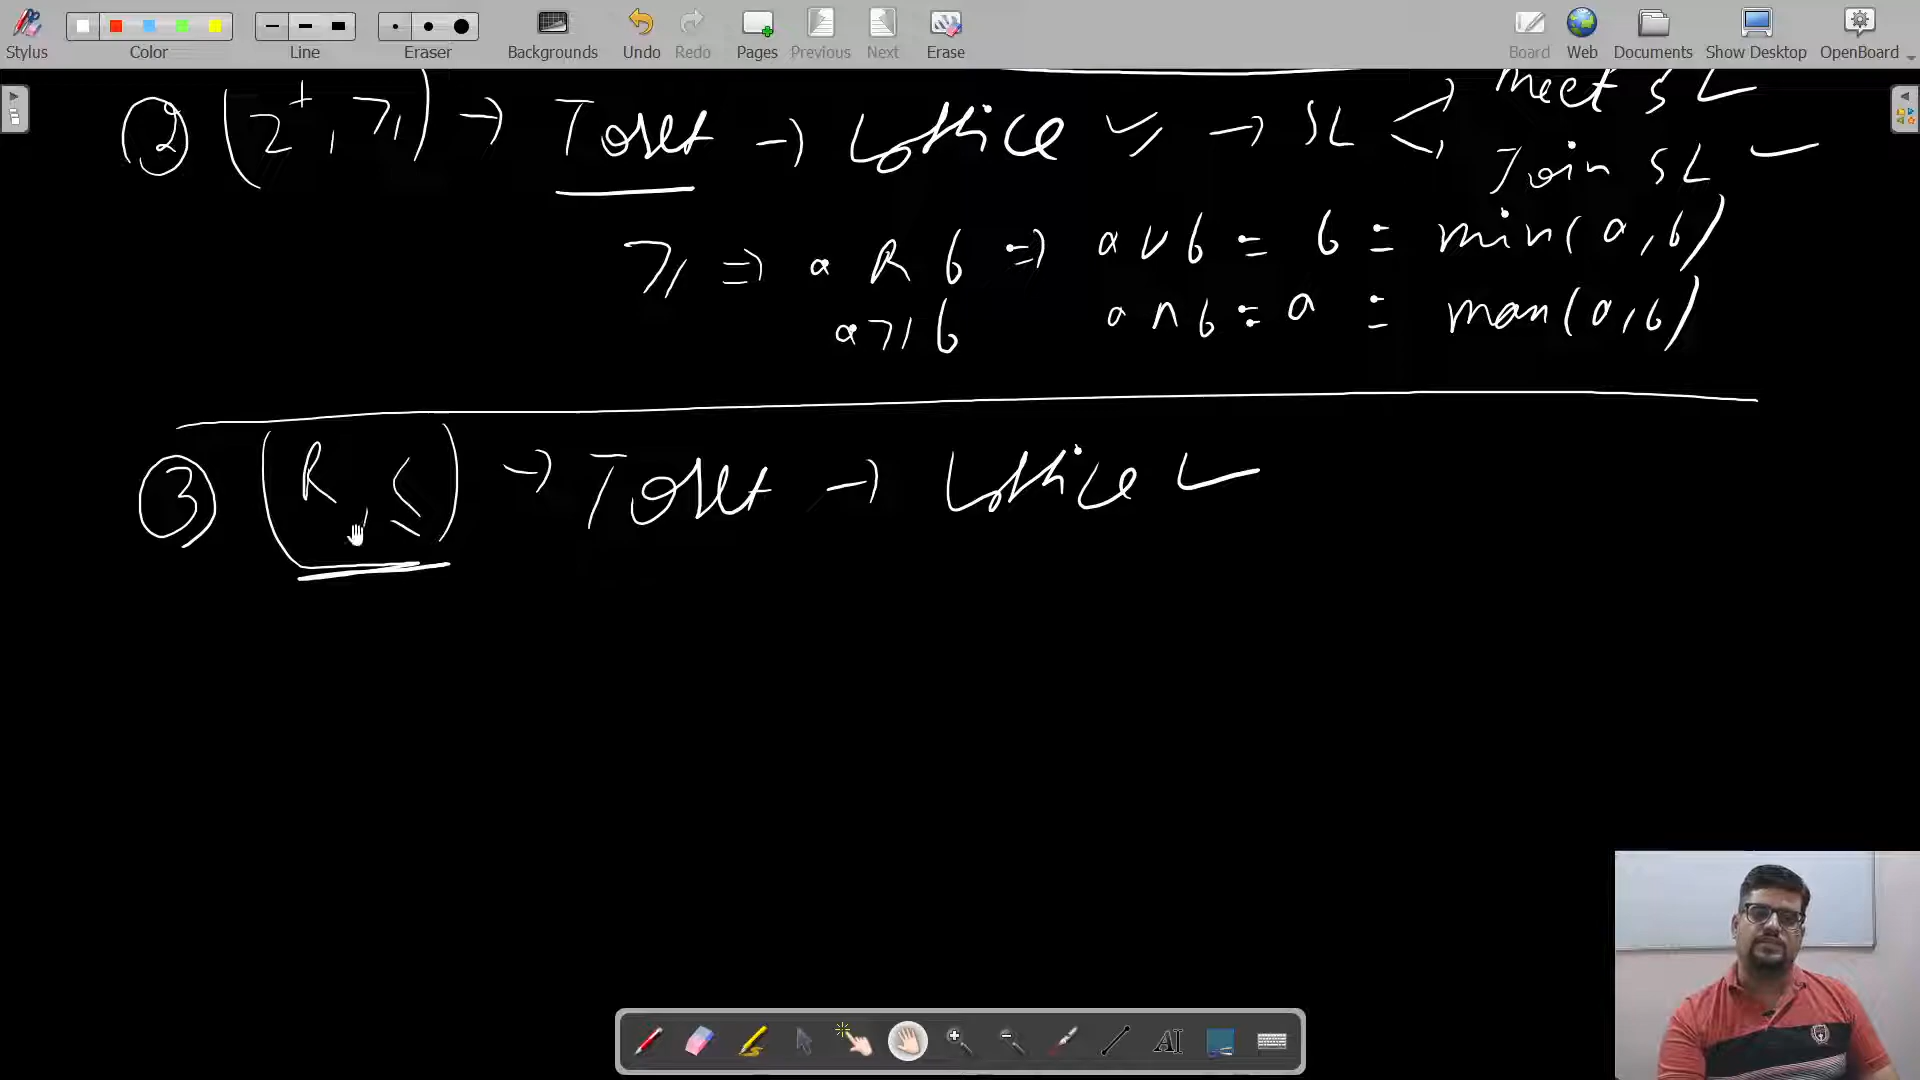 Stylus Color Line Eraser Backgrounds Undo Redo Pages Previous Next Erase Board Web Documents Show Desktop OpenBoard
② (Z⁺, ≥) → Toset → Lattice ✓ → SL < Meet SL ✓
Join SL ✓
≥ ⇒ a R b ⇒ a ∨ b = b = min(a, b)
a ≥ b a ∧ b = a = max(a, b)
③ (R, ≤) → Toset → Lattice ✓